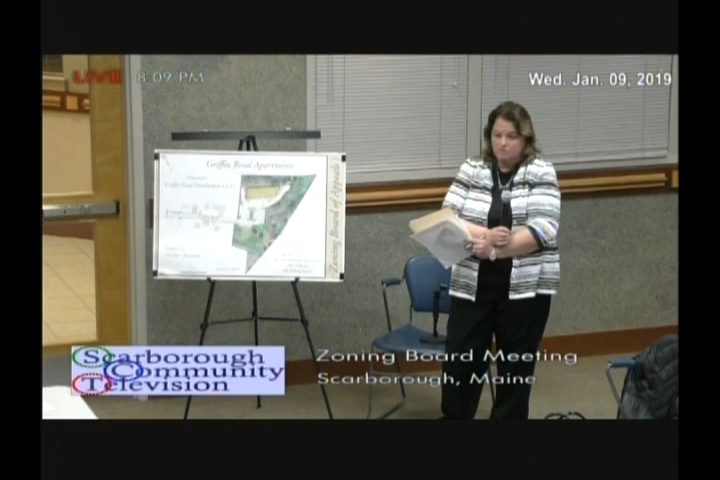 LIVE 8:09 PM
Wed. Jan. 09, 2019
Griffin Road Apartments
Zoning Board of Appeals
Scarborough
Community
Television
Zoning Board Meeting
Scarborough, Maine